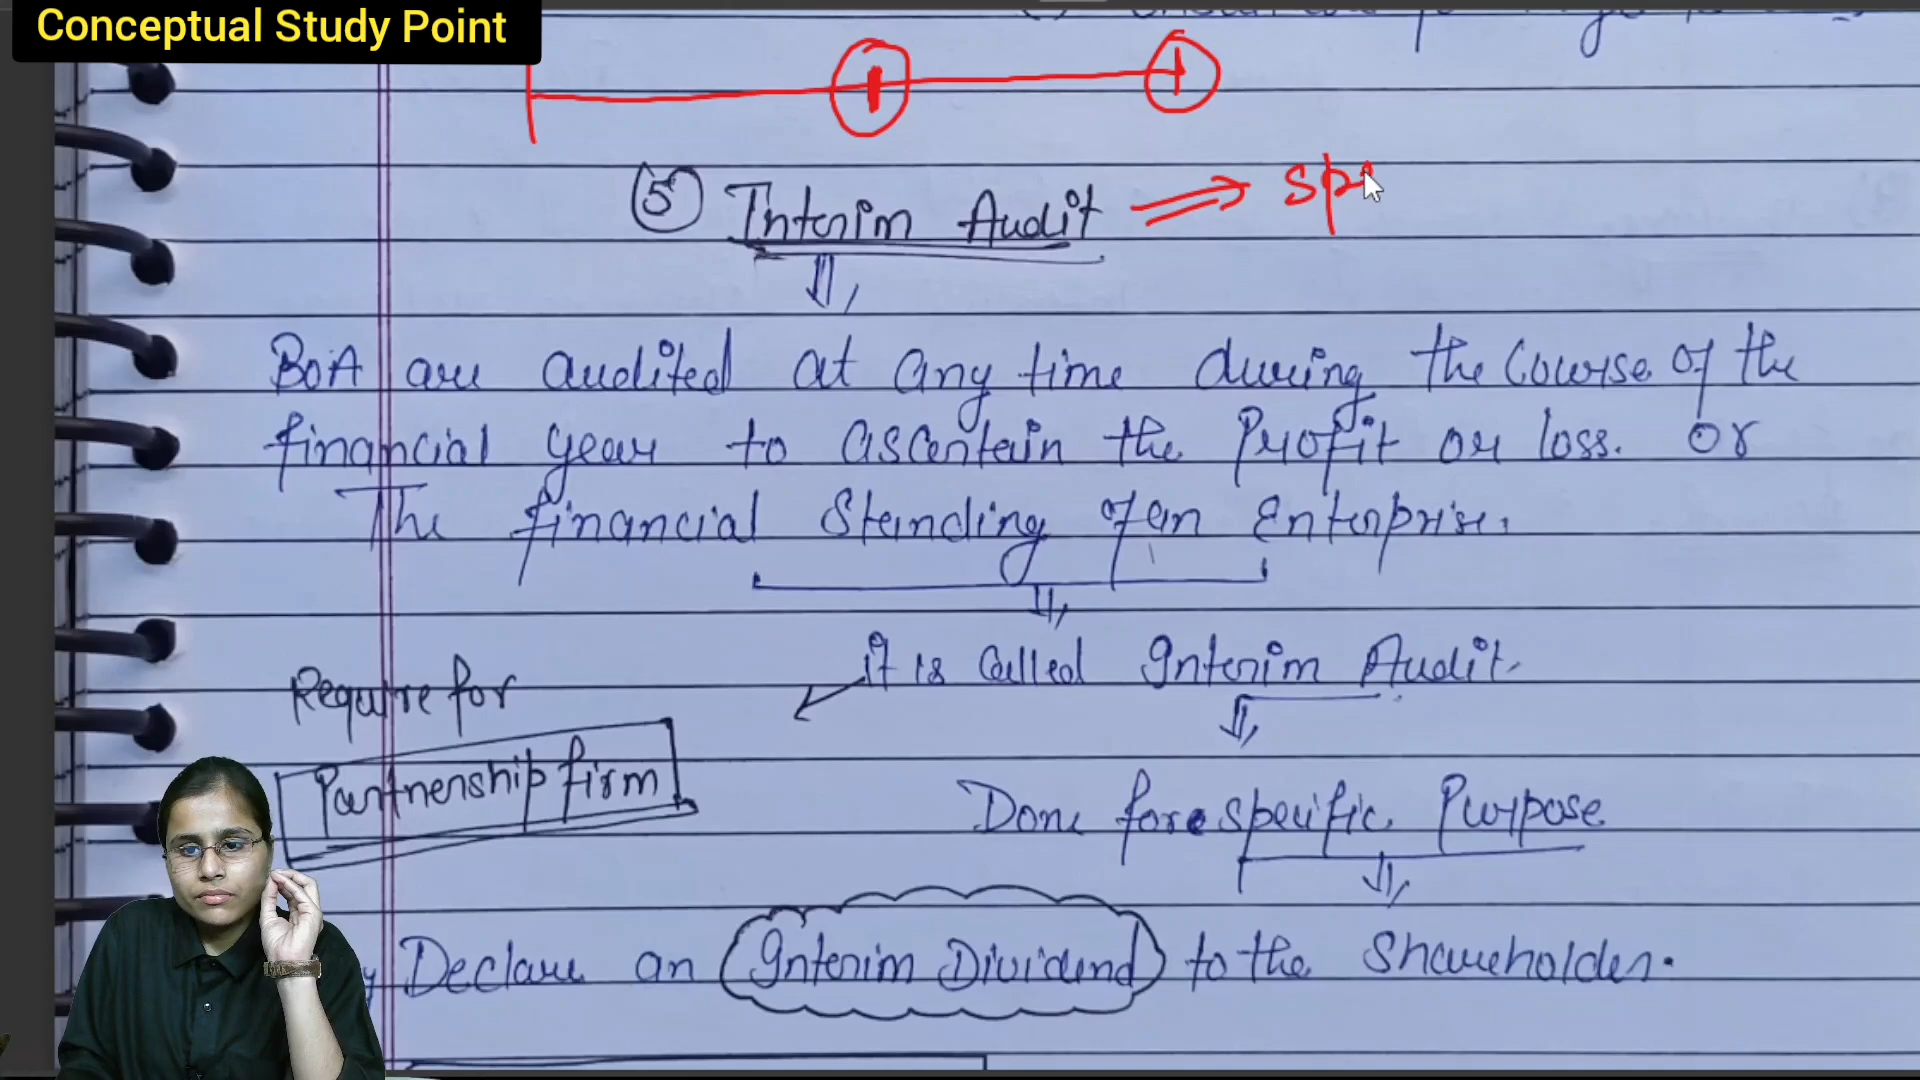 Conceptual Study Point
⑤ Interim Audit ⇒ Spe
BOA are audited at any time during the Course of the
financial year to ascertain the Profit or loss. or
The financial Standing of an Enterprise.
it is Called Interim Audit.
Require for
Partnership firm
Done for specific Purpose
Declare an Interim Dividend to the Shareholder.